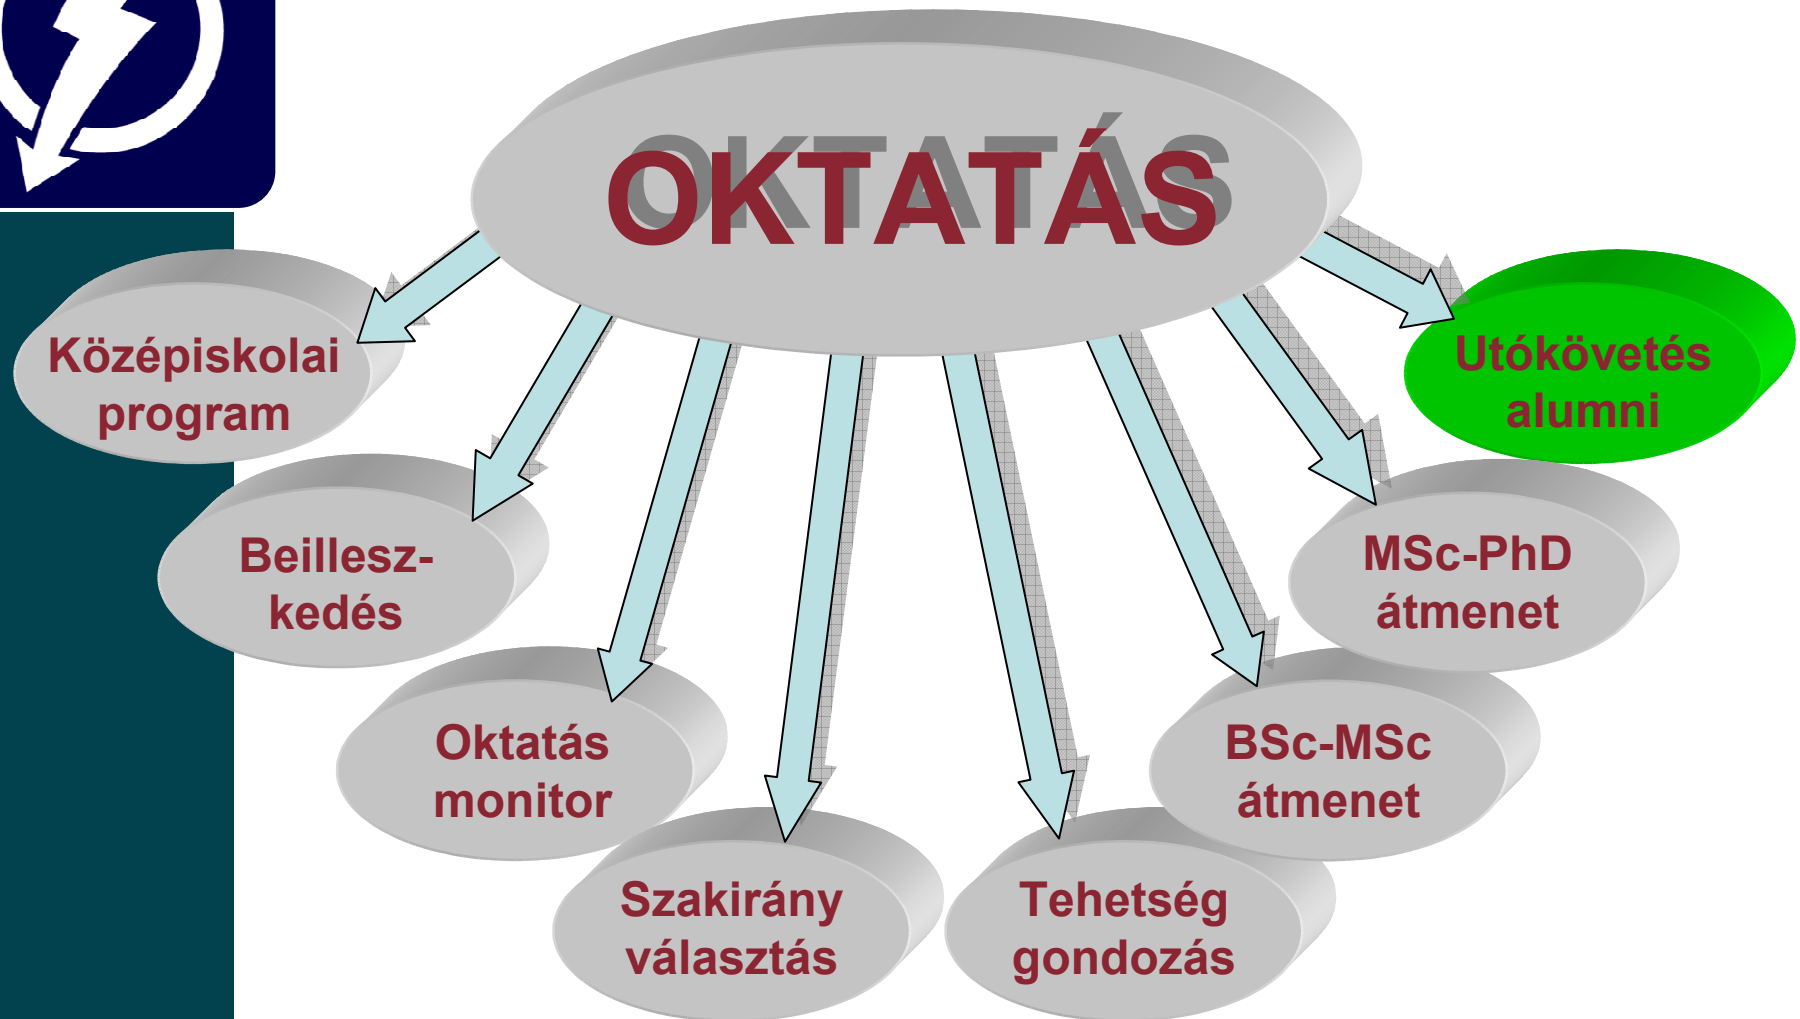 OKTATÁS
Középiskolai
program
Beillesz-
kedés
Oktatás
monitor
Szakirány
választás
Tehetség
gondozás
BSc-MSc
átmenet
MSc-PhD
átmenet
Utókövetés
alumni